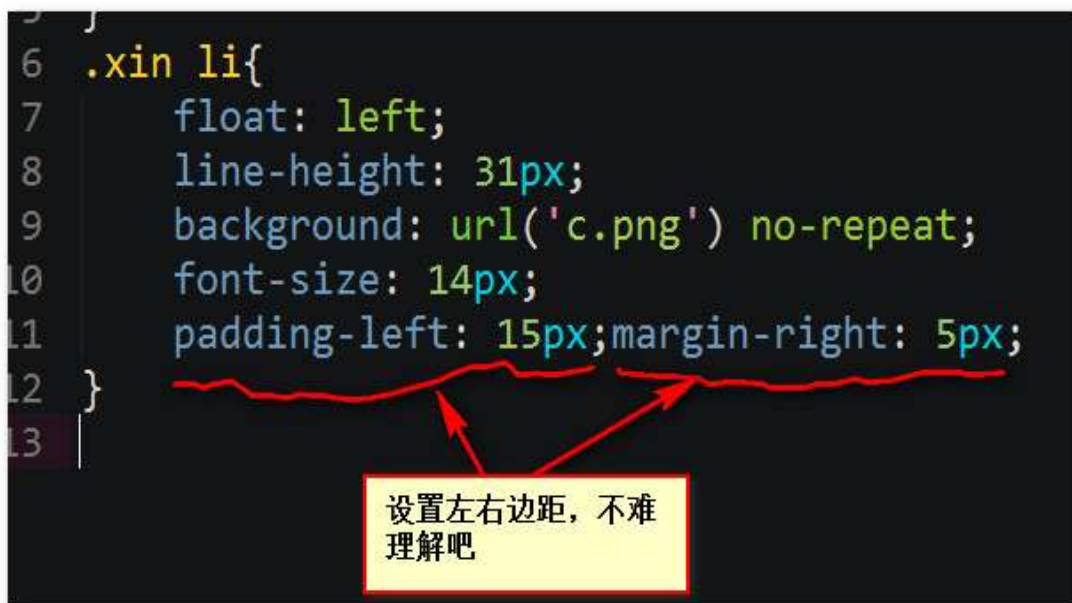 5 }
6 .xin li{
7 float: left;
8 line-height: 31px;
9 background: url('c.png') no-repeat;
10 font-size: 14px;
11 padding-left: 15px;margin-right: 5px;
12 }
13
设置左右边距，不难
理解吧